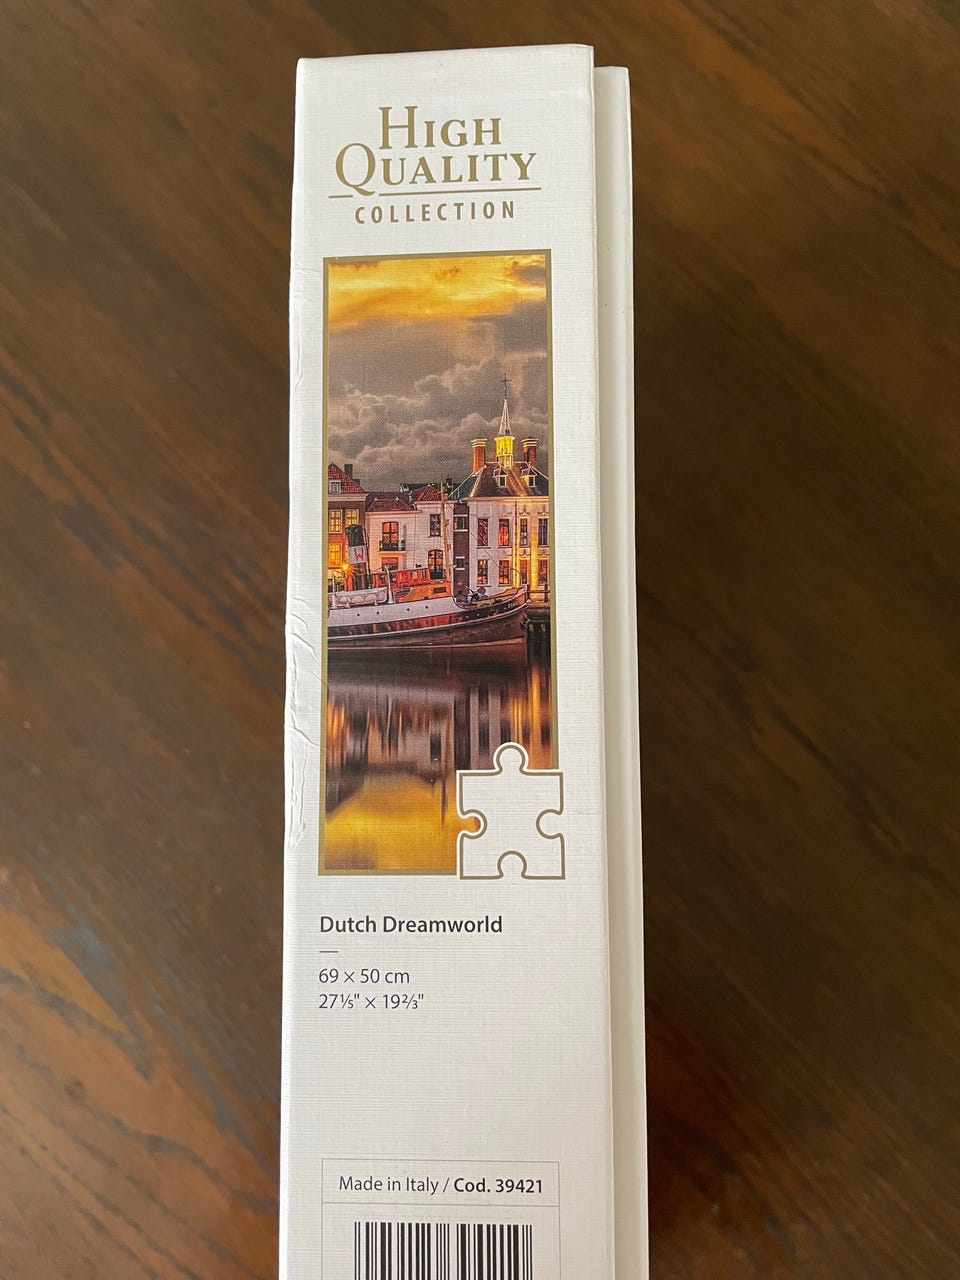 HIGH
QUALITY
COLLECTION
W
Dutch Dreamworld
69 × 50 cm
27⅕" × 19⅔"
Made in Italy / Cod. 39421